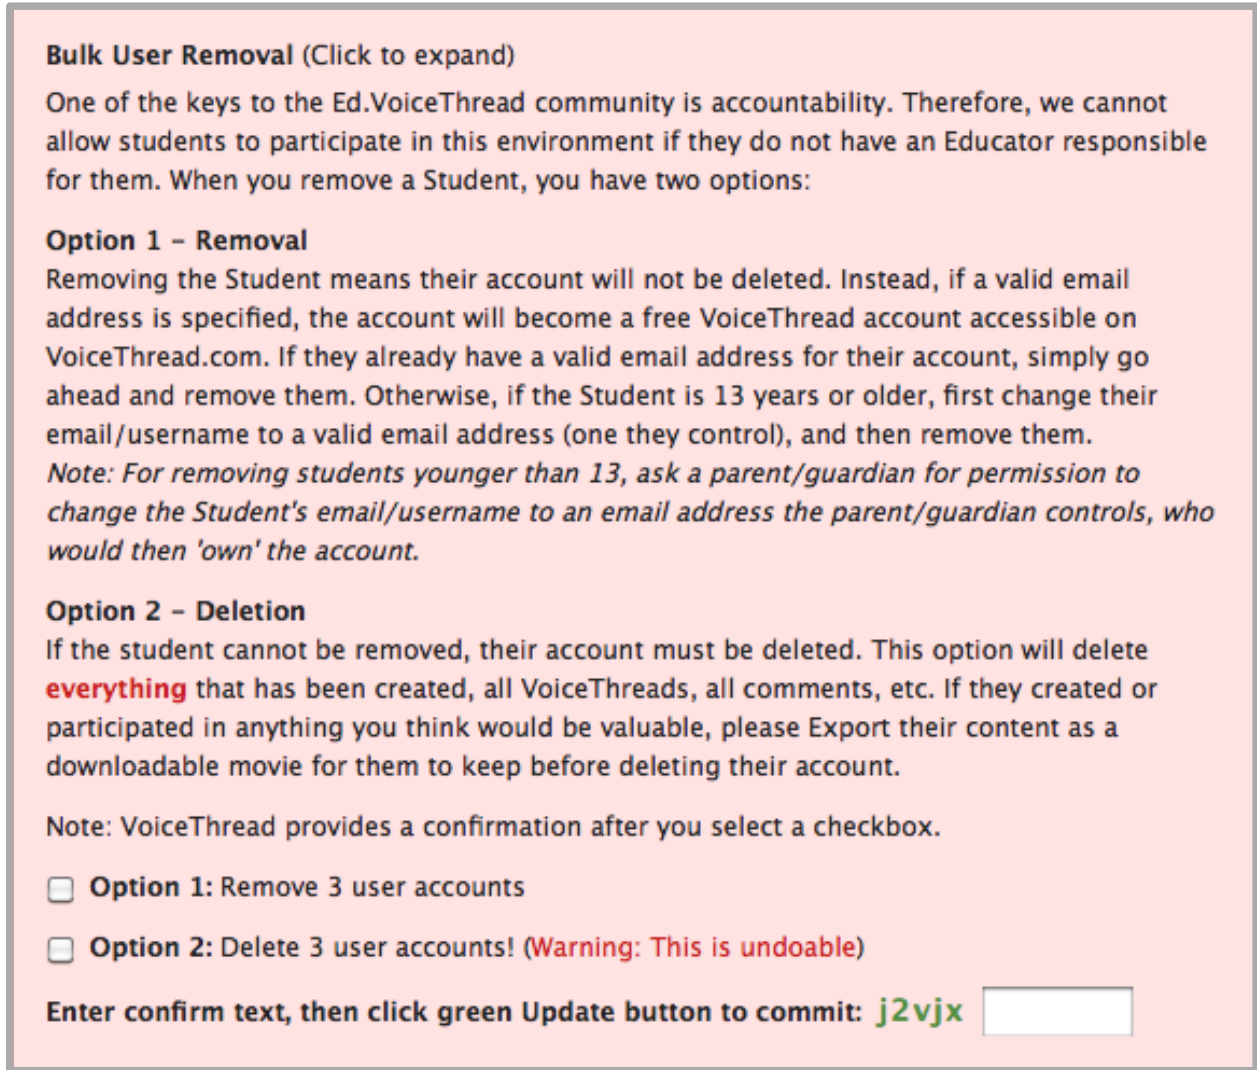 Bulk User Removal (Click to expand)
One of the keys to the Ed.VoiceThread community is accountability. Therefore, we cannot
allow students to participate in this environment if they do not have an Educator responsible
for them. When you remove a Student, you have two options:
Option 1 – Removal
Removing the Student means their account will not be deleted. Instead, if a valid email
address is specified, the account will become a free VoiceThread account accessible on
VoiceThread.com. If they already have a valid email address for their account, simply go
ahead and remove them. Otherwise, if the Student is 13 years or older, first change their
email/username to a valid email address (one they control), and then remove them.
Note: For removing students younger than 13, ask a parent/guardian for permission to
change the Student's email/username to an email address the parent/guardian controls, who
would then 'own' the account.
Option 2 – Deletion
If the student cannot be removed, their account must be deleted. This option will delete
everything that has been created, all VoiceThreads, all comments, etc. If they created or
participated in anything you think would be valuable, please Export their content as a
downloadable movie for them to keep before deleting their account.
Note: VoiceThread provides a confirmation after you select a checkbox.
Option 1: Remove 3 user accounts
Option 2: Delete 3 user accounts! (Warning: This is undoable)
Enter confirm text, then click green Update button to commit: j2vjx